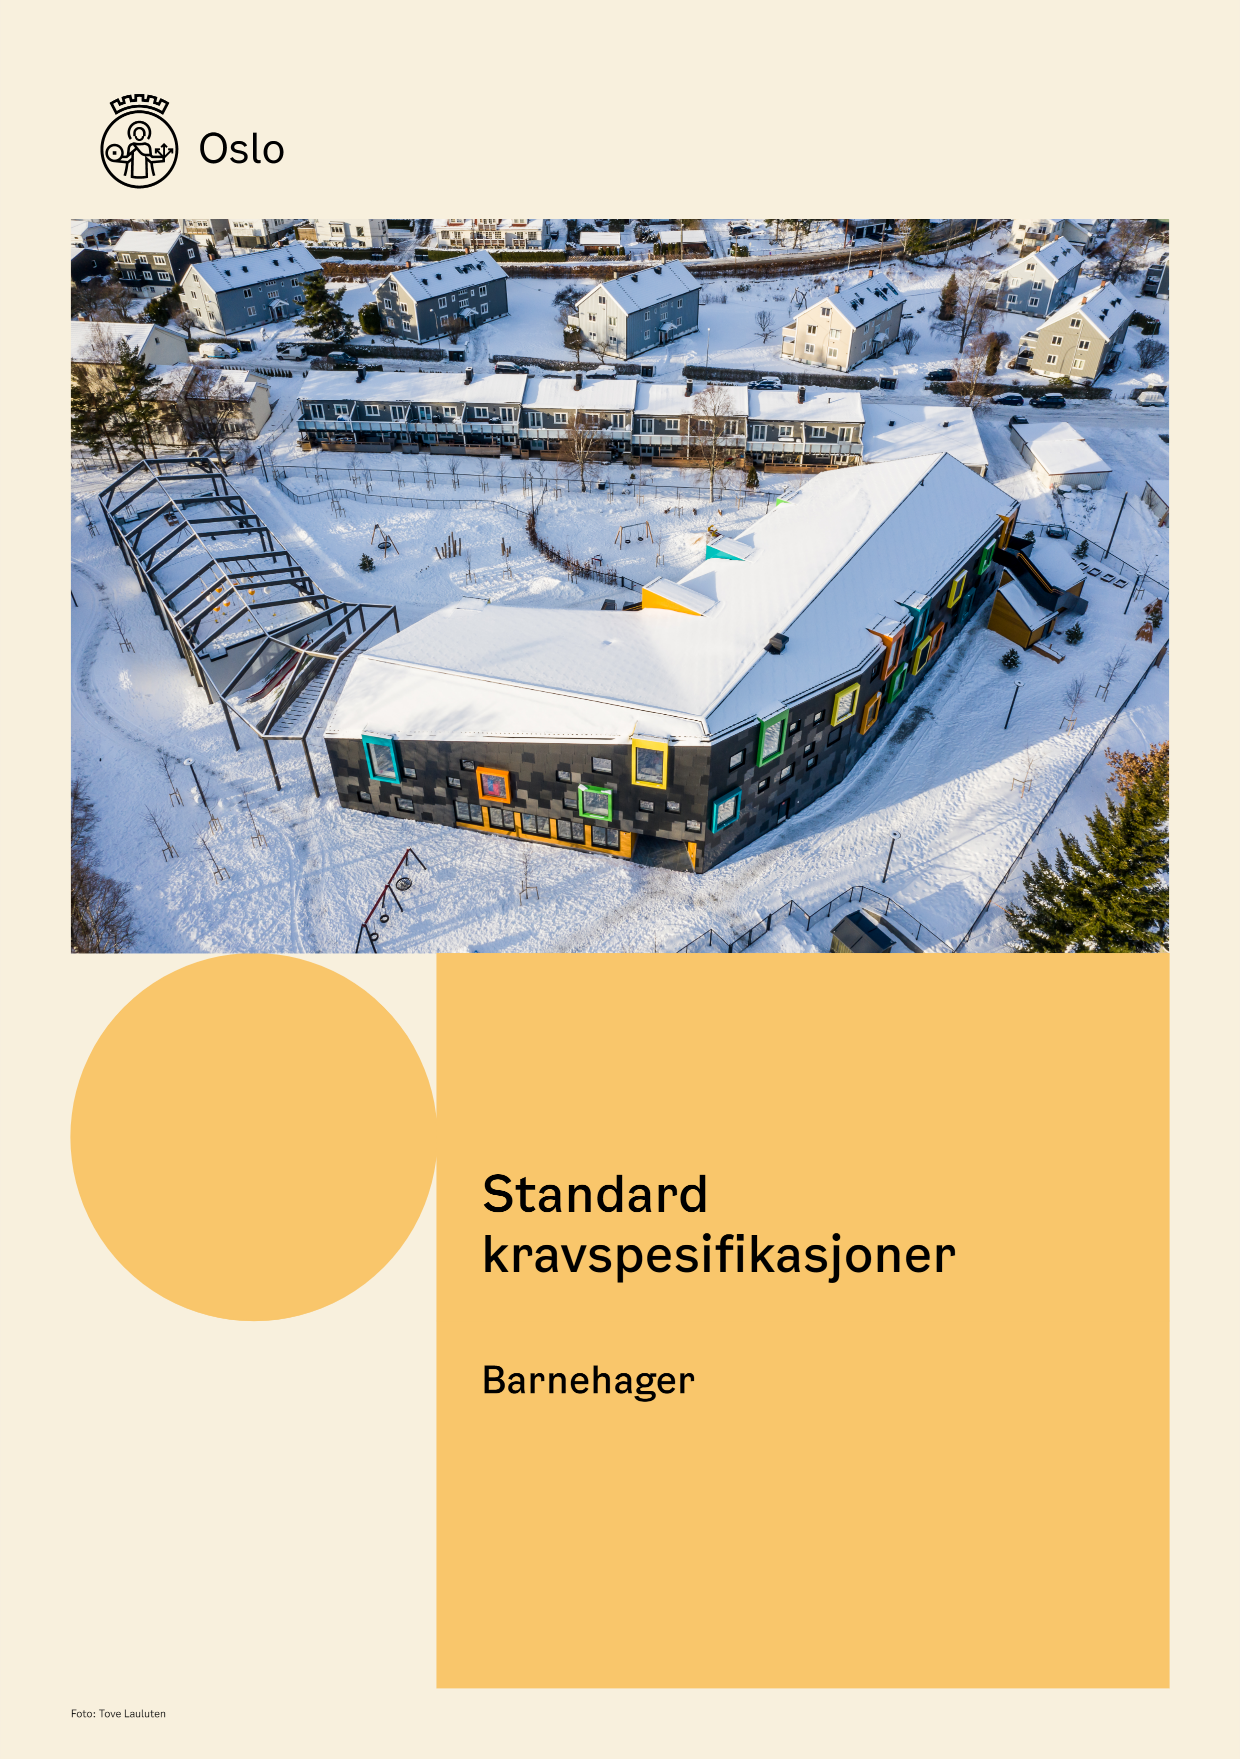 Oslo
Standard
kravspesifikasjoner
Barnehager
Foto: Tove Lauluten